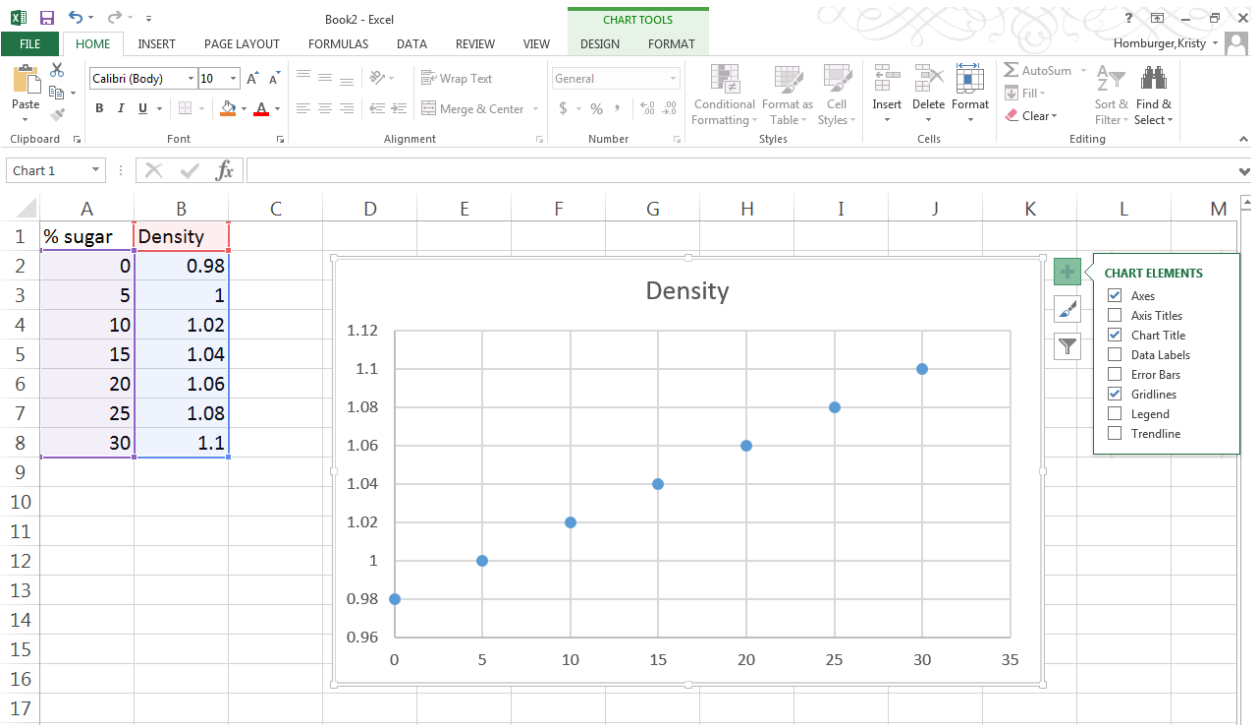 Book2 - Excel
CHART TOOLS
?
FILE HOME INSERT PAGE LAYOUT FORMULAS DATA REVIEW VIEW DESIGN FORMAT
Homburger,Kristy
Paste
Calibri (Body) 10 A A
B I U A
Wrap Text
Merge & Center
General
$ % ,
.0 .00
.00 .0
Conditional Formatting
Format as Table
Cell Styles
Insert Delete Format
AutoSum
Fill
Clear
Sort & Filter
Find & Select
Clipboard Font Alignment Number Styles Cells Editing
Chart 1 fx
A B C D E F G H I J K L M
1 % sugar Density
2 0 0.98
3 5 1
4 10 1.02
5 15 1.04
6 20 1.06
7 25 1.08
8 30 1.1
9
10
11
12
13
14
15
16
17
Density
1.12
1.1
1.08
1.06
1.04
1.02
1
0.98
0.96
0 5 10 15 20 25 30 35
CHART ELEMENTS
Axes
Axis Titles
Chart Title
Data Labels
Error Bars
Gridlines
Legend
Trendline